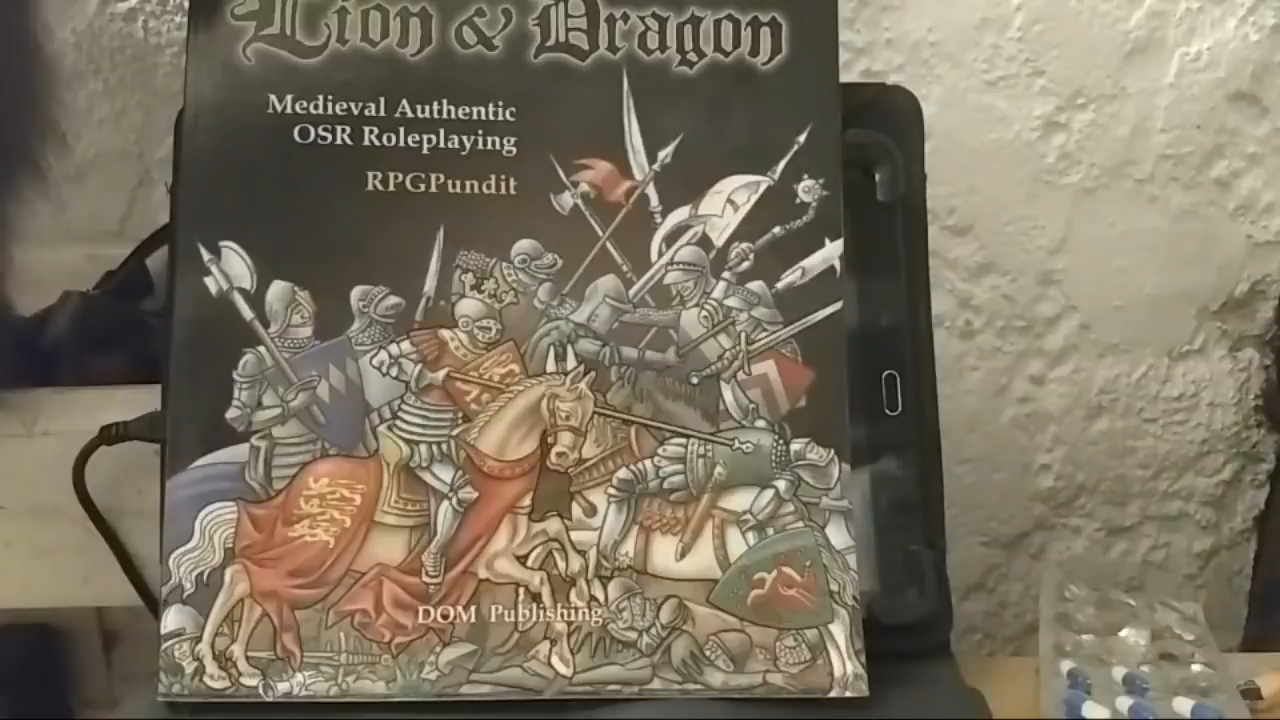 Lion & Dragon
Medieval Authentic
OSR Roleplaying
RPGPundit
DOM Publishing